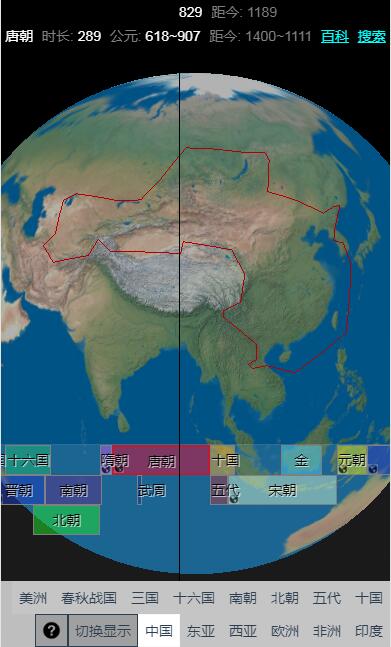 829 距今: 1189
唐朝 时长: 289 公元: 618~907 距今: 1400~1111 百科 搜索
国十六国 隋朝 唐朝 十国 金 元朝
晋朝 南朝 武周 五代 宋朝
北朝
美洲 春秋战国 三国 十六国 南朝 北朝 五代 十国
? 切换显示 中国 东亚 西亚 欧洲 非洲 印度